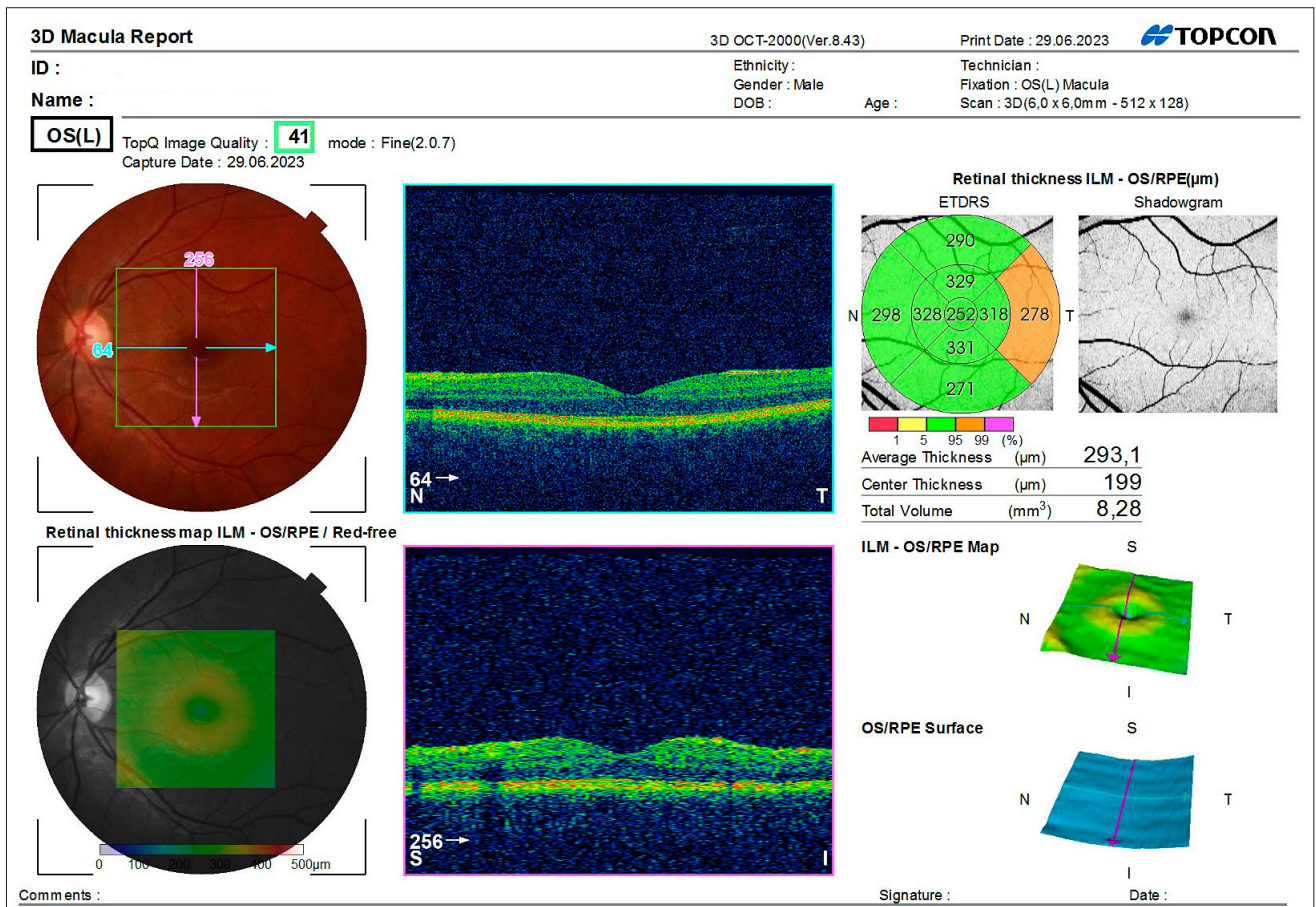 3D Macula Report
3D OCT-2000(Ver.8.43) Print Date : 29.06.2023 TOPCON
ID :
Ethnicity : Technician :
Gender : Male Fixation : OS(L) Macula
Name :
DOB : Age : Scan : 3D(6,0 x 6,0mm - 512 x 128)
OS(L) TopQ Image Quality : 41 mode : Fine(2.0.7)
Capture Date : 29.06.2023
256
64
64
N T
Retinal thickness ILM - OS/RPE(µm)
ETDRS Shadowgram
290
329
N 298 328 252 318 278 T
331
271
1 5 95 99 (%)
Average Thickness (µm) 293,1
Center Thickness (µm) 199
Total Volume (mm³) 8,28
Retinal thickness map ILM - OS/RPE / Red-free
0 100 200 300 400 500µm
256
S I
ILM - OS/RPE Map S
N T
I
OS/RPE Surface S
N T
I
Comments : Signature : Date :